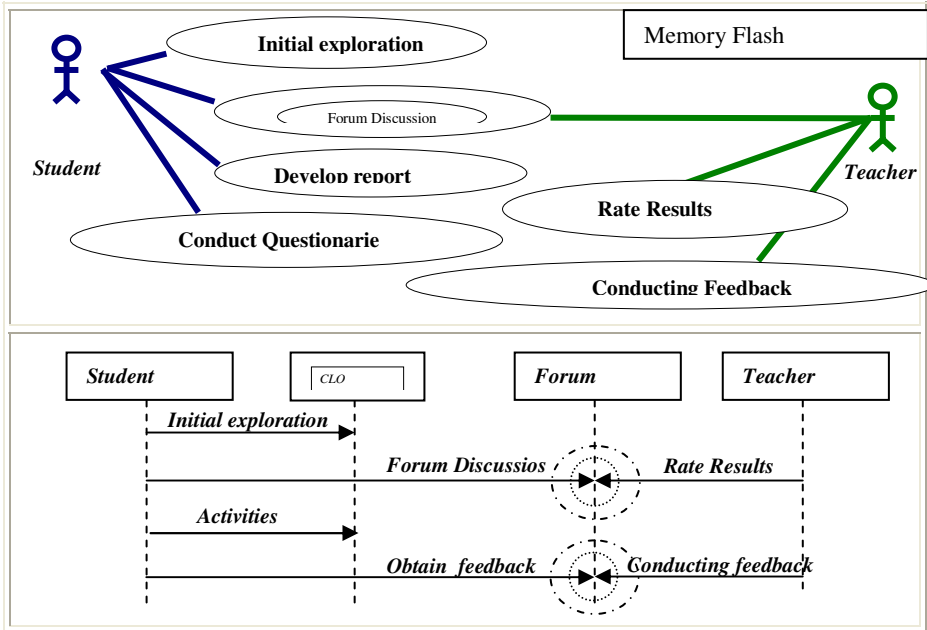 Initial exploration
Memory Flash
Forum Discussion
Student
Develop report
Teacher
Rate Results
Conduct Questionarie
Conducting Feedback
Student
CLO
Forum
Teacher
Initial exploration
Forum Discussios
Rate Results
Activities
Obtain feedback
Conducting feedback